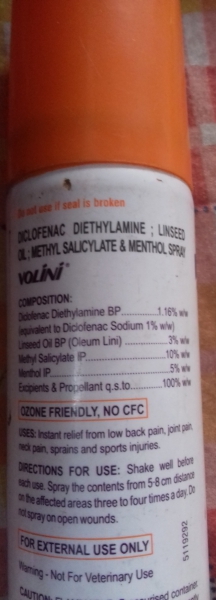 Do not use if seal is broken
DICLOFENAC DIETHYLAMINE ; LINSEED
OIL ; METHYL SALICYLATE & MENTHOL SPRAY
VOLINI
COMPOSITION:
Diclofenac Diethylamine BP 1.16% w/w
(equivalent to Diclofenac Sodium 1% w/w)
Linseed Oil BP (Oleum Lini) 3% w/w
Methyl Salicylate IP 10% w/w
Menthol IP 5% w/w
Excipients & Propellant q.s.to 100% w/w
OZONE FRIENDLY, NO CFC
USES: Instant relief from low back pain, joint pain,
neck pain, sprains and sports injuries.
DIRECTIONS FOR USE: Shake well before
each use. Spray the contents from 5-8 cm distance
on the affected areas three to four times a day. Do
not spray on open wounds.
FOR EXTERNAL USE ONLY
Warning - Not For Veterinary Use
5119292
CAUTION: container.